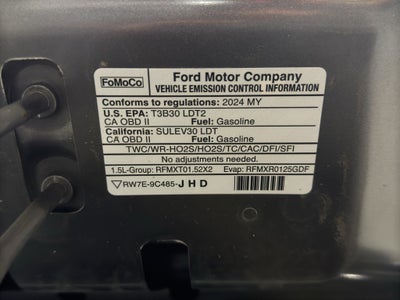 FoMoCo
Ford Motor Company
VEHICLE EMISSION CONTROL INFORMATION
Conforms to regulations: 2024 MY
U.S. EPA: T3B30 LDT2
CA OBD II Fuel: Gasoline
California: SULEV30 LDT
CA OBD II Fuel: Gasoline
TWC/WR-HO2S/HO2S/TC/CAC/DFI/SFI
No adjustments needed.
1.5L-Group: RFMXT01.52X2 Evap: RFMXR0125GDF
RW7E-9C485-JHD